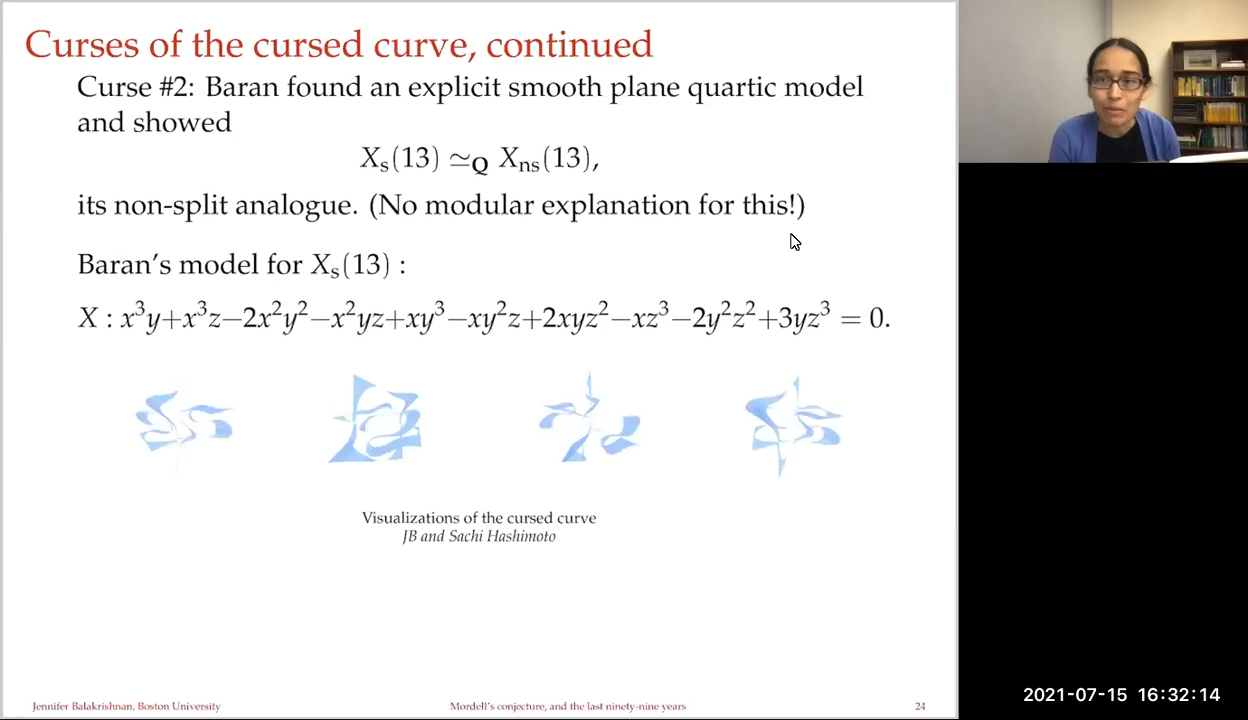 Curses of the cursed curve, continued
Curse #2: Baran found an explicit smooth plane quartic model
and showed
Xₛ(13) ≃_Q Xₙₛ(13),
its non-split analogue. (No modular explanation for this!)
Baran's model for Xₛ(13) :
X : x³y+x³z−2x²y²−x²yz+xy³−xy²z+2xyz²−xz³−2y²z²+3yz³ = 0.
Visualizations of the cursed curve
JB and Sachi Hashimoto
Jennifer Balakrishnan, Boston University
Mordell's conjecture, and the last ninety-nine years
24
2021-07-15 16:32:14